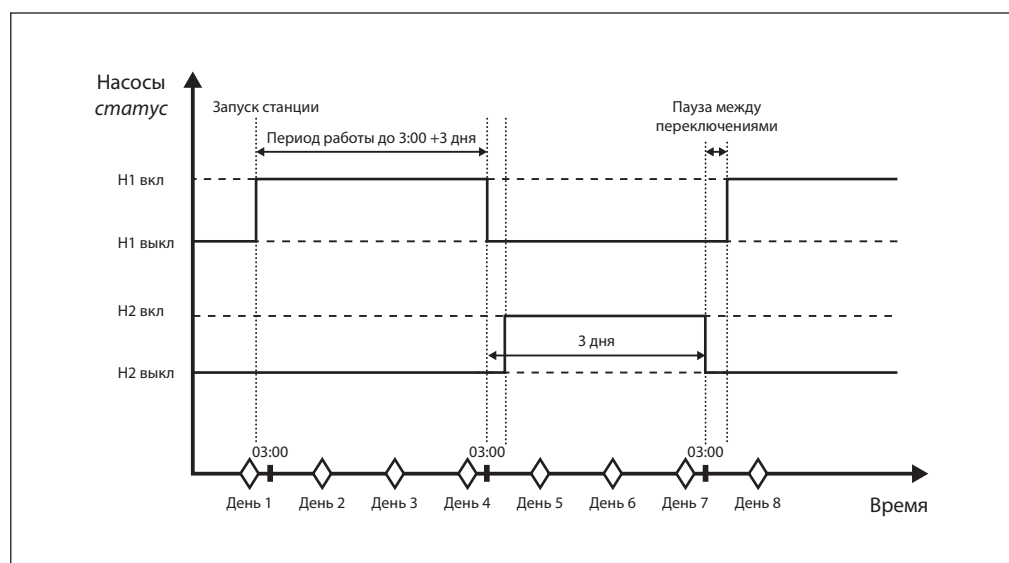 Насосы
статус
Запуск станции
Период работы до 3:00 +3 дня
Пауза между
переключениями
Н1 вкл
Н1 выкл
Н2 вкл
3 дня
Н2 выкл
03:00
03:00
03:00
День 1
День 2
День 3
День 4
День 5
День 6
День 7
День 8
Время